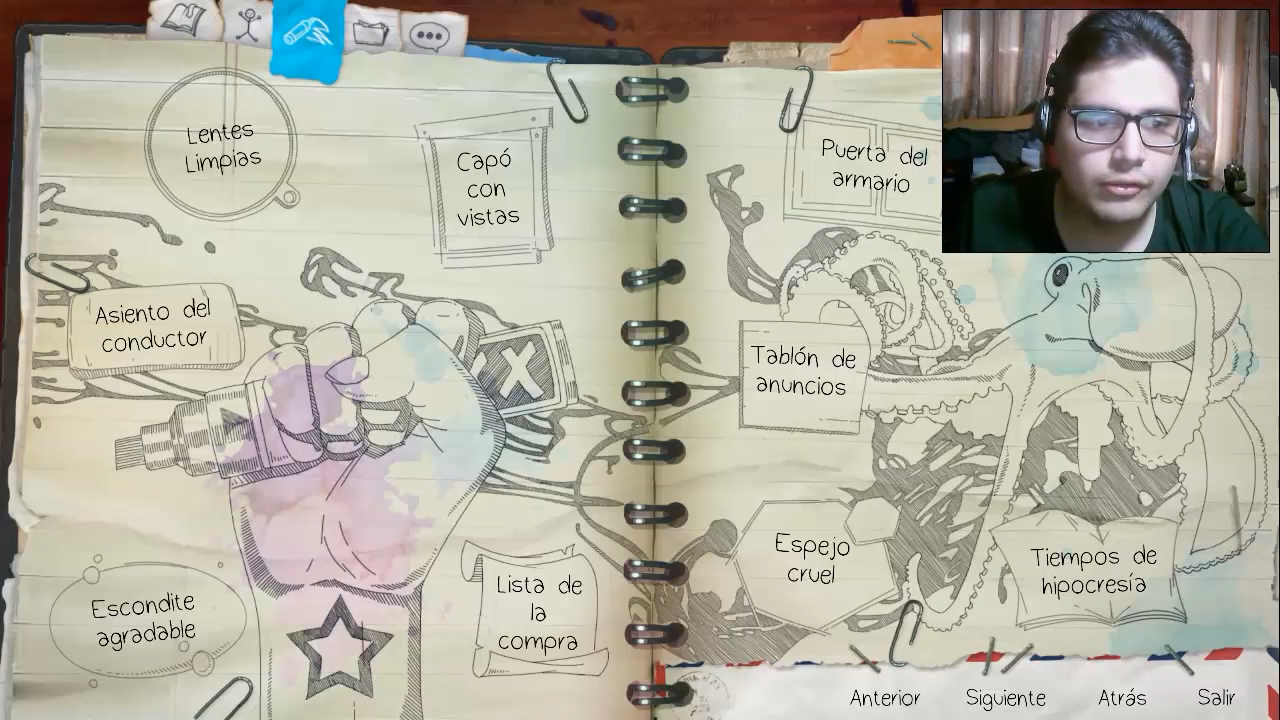 Lentes
Limpias
Capó
con
vistas
Asiento del
conductor
Escondite
agradable
Lista de
la
compra
Puerta del
armario
Tablón de
anuncios
Espejo
cruel
Tiempos de
hipocresía
Anterior
Siguiente
Atrás
Salir